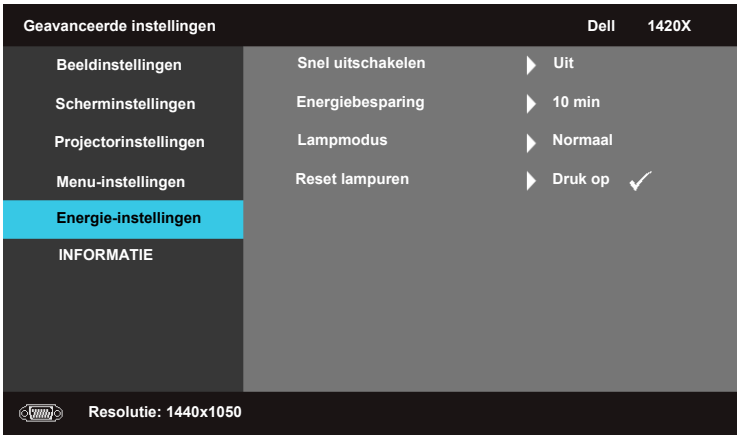 Geavanceerde instellingen Dell 1420X
Beeldinstellingen Snel uitschakelen Uit
Scherminstellingen Energiebesparing 10 min
Projectorinstellingen Lampmodus Normaal
Menu-instellingen Reset lampuren Druk op
Energie-instellingen
INFORMATIE
Resolutie: 1440x1050